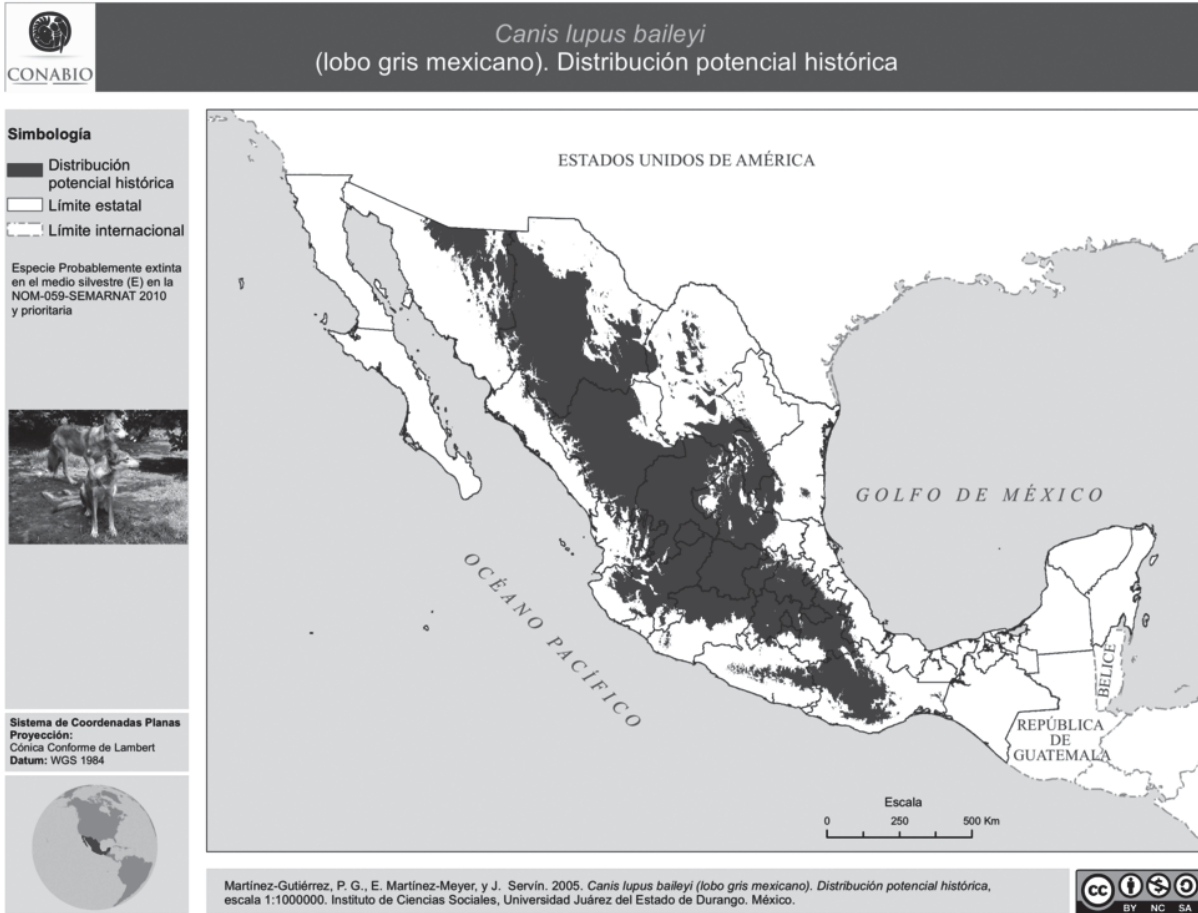 CONABIO
Canis lupus baileyi
(lobo gris mexicano). Distribución potencial histórica
Simbología
Distribución
potencial histórica
Límite estatal
Límite internacional
Especie Probablemente extinta
en el medio silvestre (E) en la
NOM-059-SEMARNAT 2010
y prioritaria
Sistema de Coordenadas Planas
Proyección:
Cónica Conforme de Lambert
Datum: WGS 1984
ESTADOS UNIDOS DE AMÉRICA
GOLFO DE MÉXICO
OCÉANO PACÍFICO
BELICE
REPÚBLICA
DE
GUATEMALA
Escala
0 250 500 Km
Martínez-Gutiérrez, P. G., E. Martínez-Meyer, y J. Servín. 2005. Canis lupus baileyi (lobo gris mexicano). Distribución potencial histórica,
escala 1:1000000. Instituto de Ciencias Sociales, Universidad Juárez del Estado de Durango. México.
cc
BY NC SA